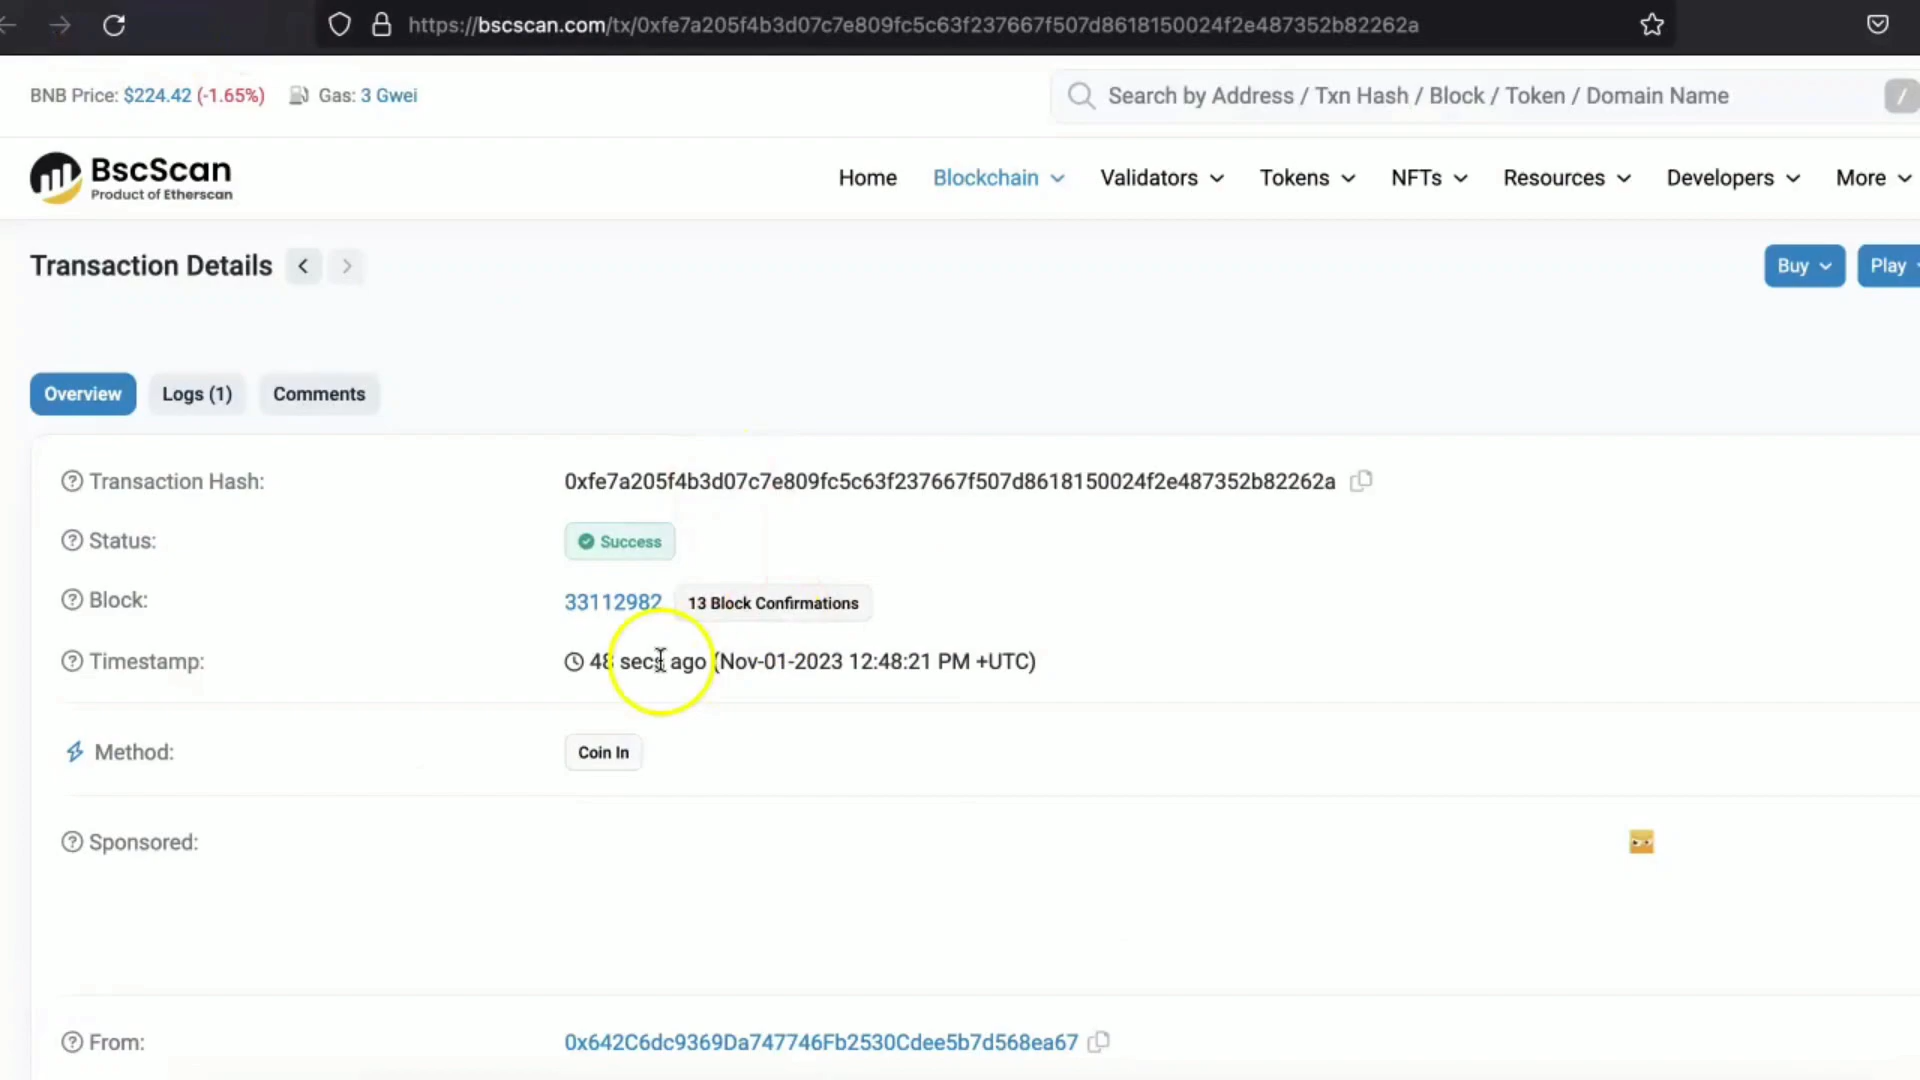 https://bscscan.com/tx/0xfe7a205f4b3d07c7e809fc5c63f237667f507d8618150024f2e487352b82262a
BNB Price: $224.42 (-1.65%) Gas: 3 Gwei
Search by Address / Txn Hash / Block / Token / Domain Name
/
BscScan
Product of Etherscan
Home Blockchain Validators Tokens NFTs Resources Developers More
Transaction Details
Buy Play
Overview Logs (1) Comments
Transaction Hash: 0xfe7a205f4b3d07c7e809fc5c63f237667f507d8618150024f2e487352b82262a
Status: Success
Block: 33112982 13 Block Confirmations
Timestamp: 48 secs ago (Nov-01-2023 12:48:21 PM +UTC)
Method: Coin In
Sponsored:
From: 0x642C6dc9369Da747746Fb2530Cdee5b7d568ea67